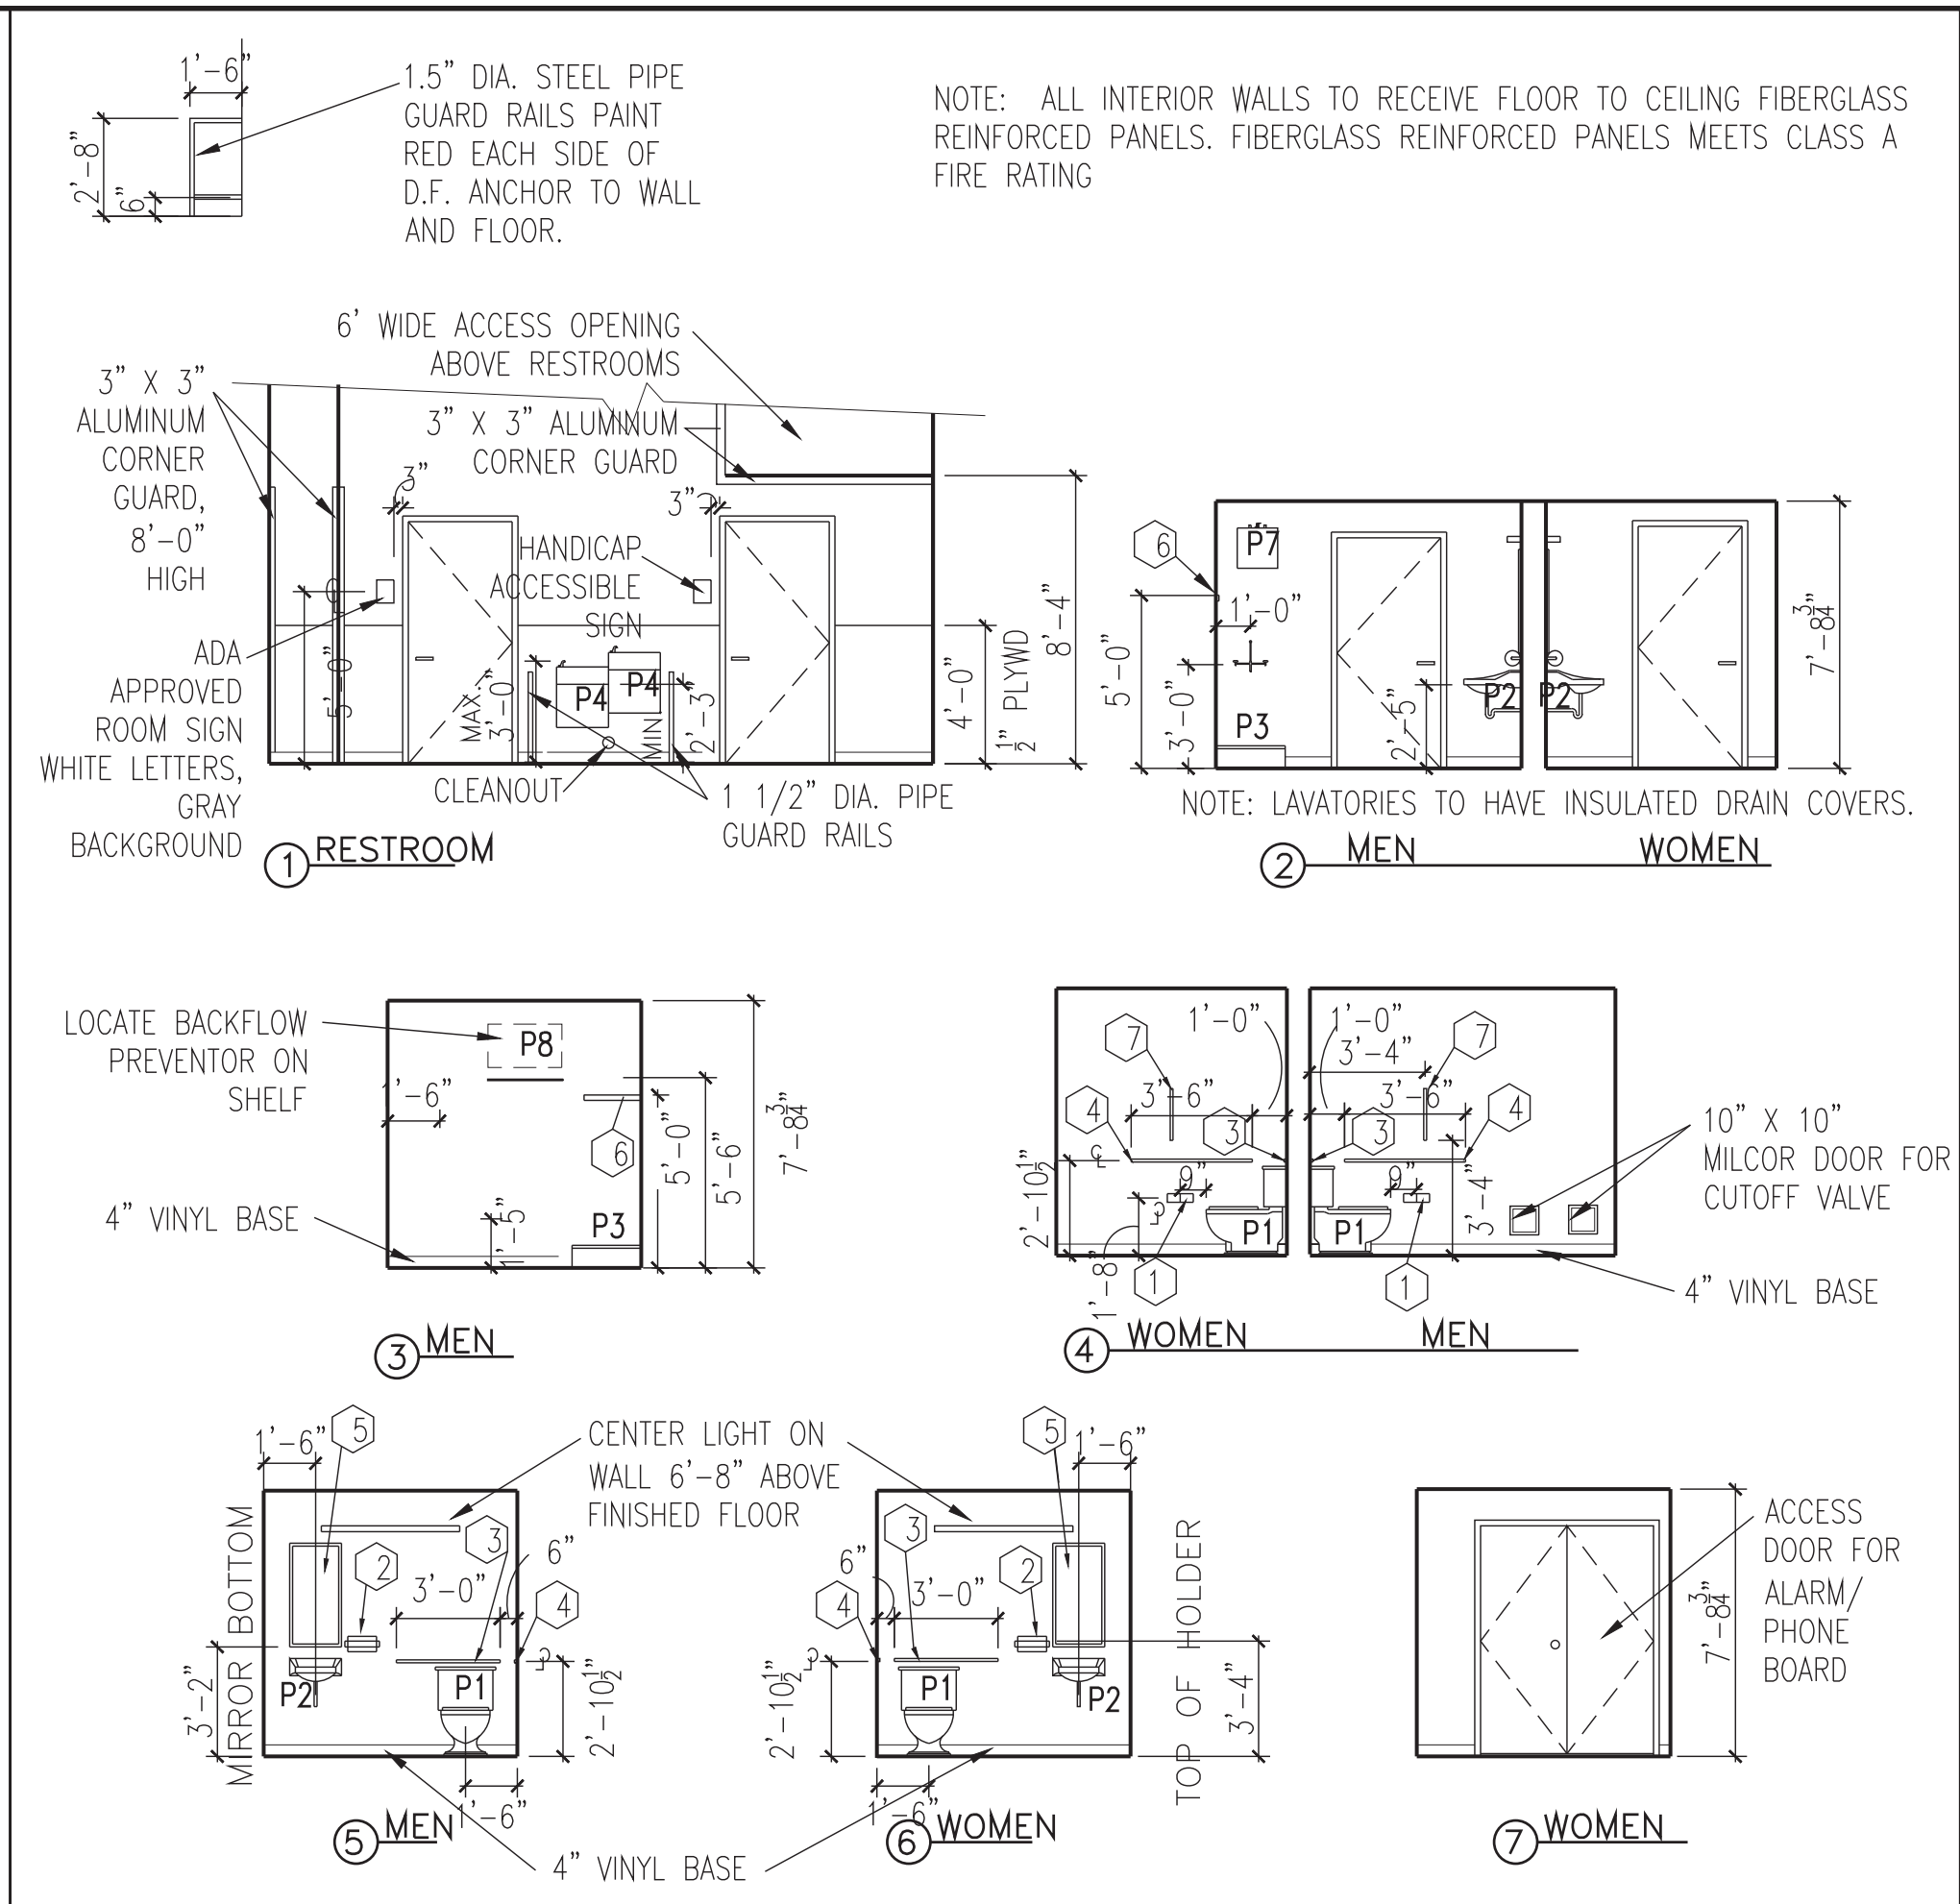 1'-6"
2'-8"
6"
1.5" DIA. STEEL PIPE
GUARD RAILS PAINT
RED EACH SIDE OF
D.F. ANCHOR TO WALL
AND FLOOR.
NOTE: ALL INTERIOR WALLS TO RECEIVE FLOOR TO CEILING FIBERGLASS
REINFORCED PANELS. FIBERGLASS REINFORCED PANELS MEETS CLASS A
FIRE RATING
6' WIDE ACCESS OPENING
ABOVE RESTROOMS
3" X 3"
ALUMINUM
CORNER
GUARD,
8'-0"
HIGH
3" X 3" ALUMINUM
CORNER GUARD
3"
3"
HANDICAP
ACCESSIBLE
SIGN
ADA
APPROVED
ROOM SIGN
WHITE LETTERS,
GRAY
BACKGROUND
5'-0"
MAX.
3'-0"
P4
P4
MIN
2'-3"
CLEANOUT
1 1/2" DIA. PIPE
GUARD RAILS
4'-0"
1/2" PLYWD
8'-4"
1 RESTROOM
6
P7
1'-0"
5'-0"
3'-0"
P3
2'-5"
P2
P2
7'-8 3/4"
NOTE: LAVATORIES TO HAVE INSULATED DRAIN COVERS.
2 MEN WOMEN
LOCATE BACKFLOW
PREVENTOR ON
SHELF
P8
1'-6"
6
5'-0"
5'-6"
7'-8 3/4"
4" VINYL BASE
1'-5"
P3
3 MEN
7
1'-0"
1'-0"
3'-4"
7
4
3'-6"
3
3
3'-6"
4
2'-10 1/2"
℄
9"
9"
3'-4"
P1
P1
1'-8"
1
1
10" X 10"
MILCOR DOOR FOR
CUTOFF VALVE
4" VINYL BASE
4 WOMEN MEN
1'-6"
5
CENTER LIGHT ON
WALL 6'-8" ABOVE
FINISHED FLOOR
2
3
6"
3'-0"
4
3'-2"
MIRROR BOTTOM
P2
P1
2'-10 1/2"
1'-6"
5 MEN
4" VINYL BASE
5
1'-6"
3
6"
2
4
3'-0"
P1
P2
2'-10 1/2"
TOP OF HOLDER
3'-4"
1'-6"
6 WOMEN
ACCESS
DOOR FOR
ALARM/
PHONE
BOARD
7'-8 3/4"
7 WOMEN